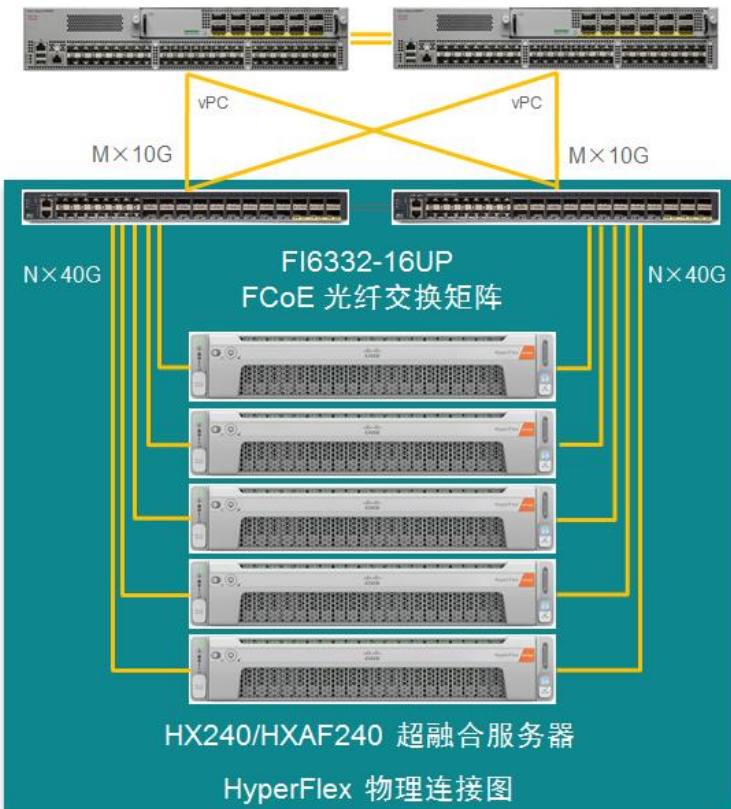 vPC
vPC
M×10G
M×10G
N×40G
N×40G
FI6332-16UP
FCoE 光纤交换矩阵
HX240/HXAF240 超融合服务器
HyperFlex 物理连接图